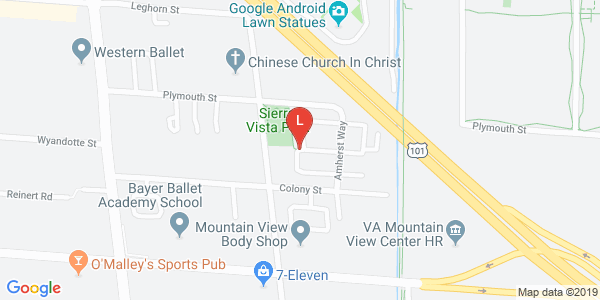 Leghorn St
Google Android
Lawn Statues
Western Ballet
Chinese Church In Christ
Plymouth St
Sierra
Vista P
L
Plymouth St
Wyandotte St
101
Amherst Way
Reinert Rd
Bayer Ballet
Academy School
Colony St
Mountain View
Body Shop
VA Mountain
View Center HR
O'Malley's Sports Pub
7-Eleven
Google
Map data ©2019